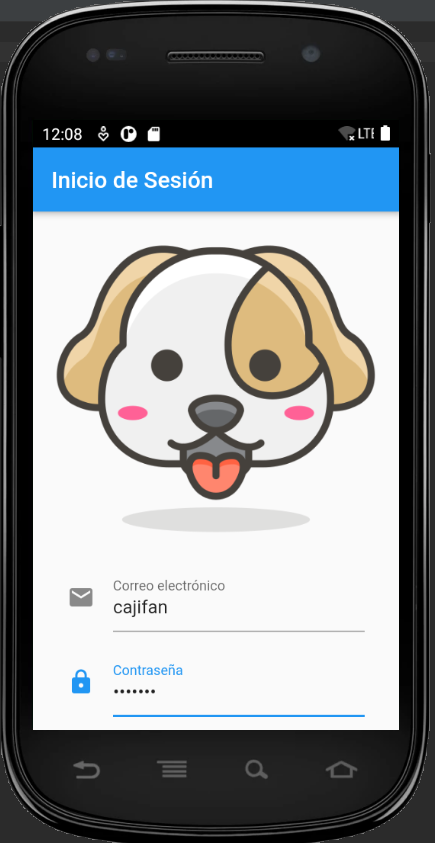 12:08 LTE
Inicio de Sesión
Correo electrónico
cajifan
Contraseña
•••••••